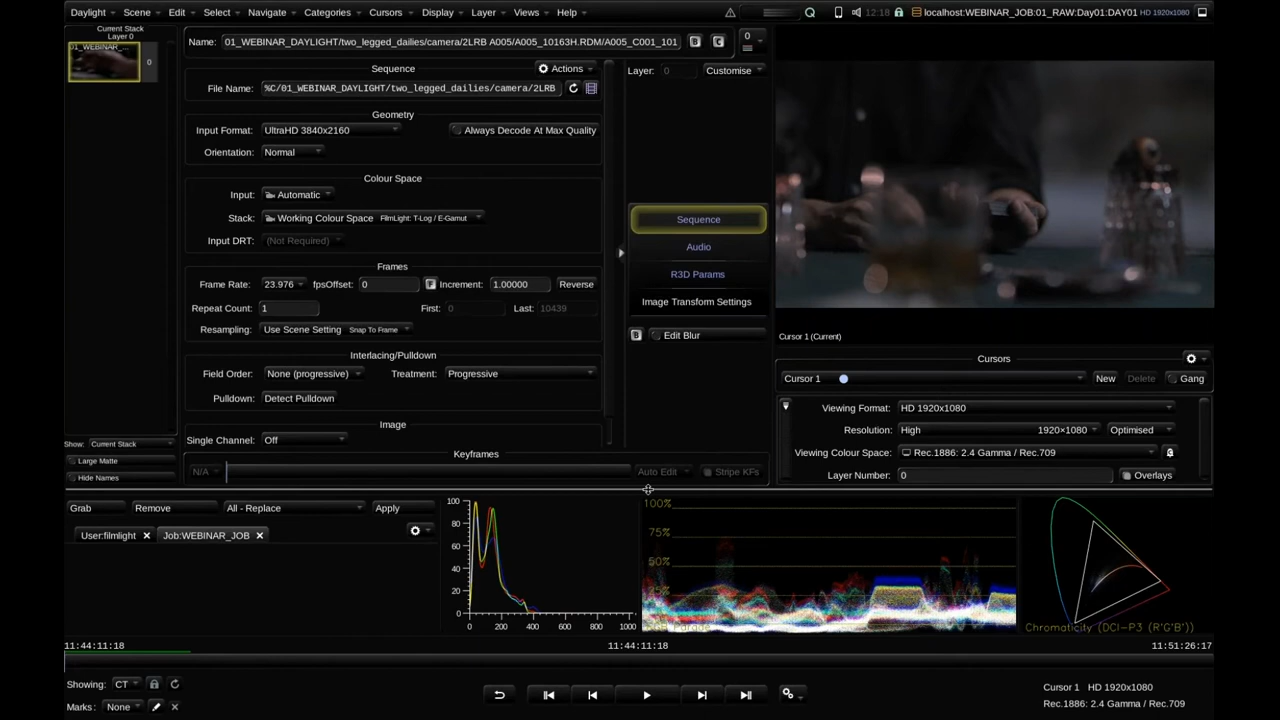 Daylight Scene Edit Select Navigate Categories Cursors Display Layer Views Help 12:18 localhost:WEBINAR_JOB:01_RAW:Day01:DAY01 HD 1920x1080
Current Stack
Layer 0
01_WEBINAR_...
0
Name: 01_WEBINAR_DAYLIGHT/two_legged_dailies/camera/2LRB A005/A005_10163H.RDM/A005_C001_101
0
Sequence
Actions
File Name: %C/01_WEBINAR_DAYLIGHT/two_legged_dailies/camera/2LRB
Geometry
Input Format: UltraHD 3840x2160 Always Decode At Max Quality
Orientation: Normal
Colour Space
Input: Automatic
Stack: Working Colour Space FilmLight: T-Log / E-Gamut
Input DRT: (Not Required)
Frames
Frame Rate: 23.976 fpsOffset: 0 F Increment: 1.00000 Reverse
Repeat Count: 1 First: 0 Last: 10439
Resampling: Use Scene Setting Snap To Frame
Interlacing/Pulldown
Field Order: None (progressive) Treatment: Progressive
Pulldown: Detect Pulldown
Image
Single Channel: Off
Keyframes
N/A Auto Edit Stripe KFs
Layer: 0 Customise
Sequence
Audio
R3D Params
Image Transform Settings
Edit Blur
Cursor 1 (Current)
Cursors
Cursor 1 New Delete Gang
Viewing Format: HD 1920x1080
Resolution: High 1920×1080 Optimised
Viewing Colour Space: Rec.1886: 2.4 Gamma / Rec.709
Layer Number: 0 Overlays
Show: Current Stack
Large Matte
Hide Names
Grab Remove All - Replace Apply
User:filmlight Job:WEBINAR_JOB
100
80
60
40
20
0
0 200 400 600 800 1000
100%
75%
50%
Chromaticity (DCI-P3 (R'G'B'))
11:44:11:18 11:44:11:18 11:51:26:17
Showing: CT
Marks: None
Cursor 1 HD 1920x1080
Rec.1886: 2.4 Gamma / Rec.709